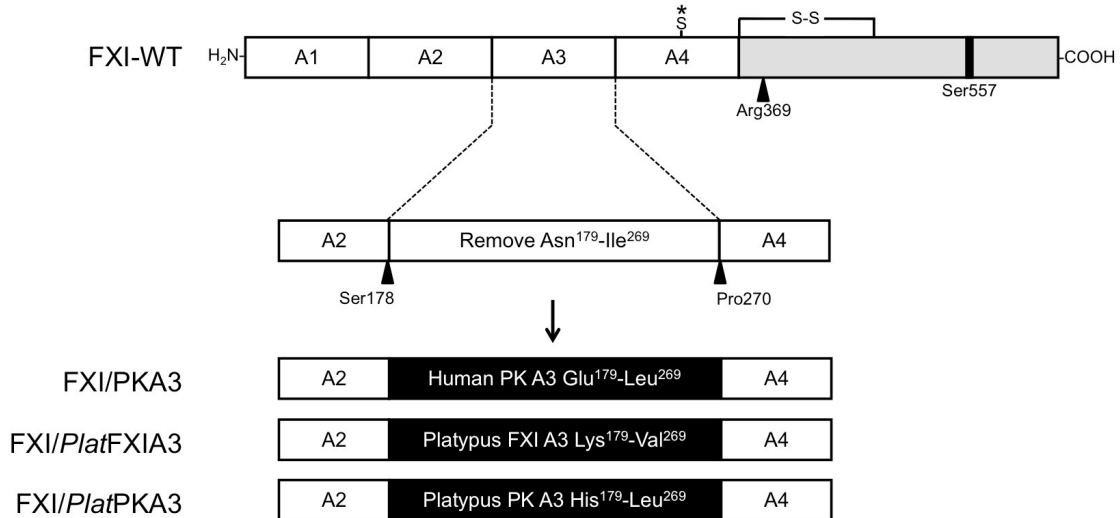 *
S
S-S
FXI-WT
H₂N-
A1
A2
A3
A4
-COOH
Arg369
Ser557
A2
Remove Asn¹⁷⁹-Ile²⁶⁹
A4
Ser178
Pro270
FXI/PKA3
A2
Human PK A3 Glu¹⁷⁹-Leu²⁶⁹
A4
FXI/PlatFXIA3
A2
Platypus FXI A3 Lys¹⁷⁹-Val²⁶⁹
A4
FXI/PlatPKA3
A2
Platypus PK A3 His¹⁷⁹-Leu²⁶⁹
A4